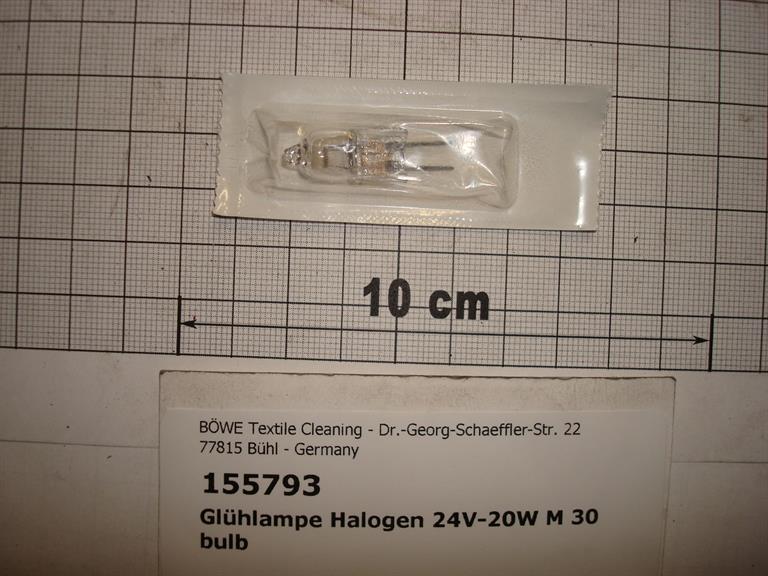 10 cm
BÖWE Textile Cleaning - Dr.-Georg-Schaeffler-Str. 22
77815 Bühl - Germany
155793
Glühlampe Halogen 24V-20W M 30
bulb